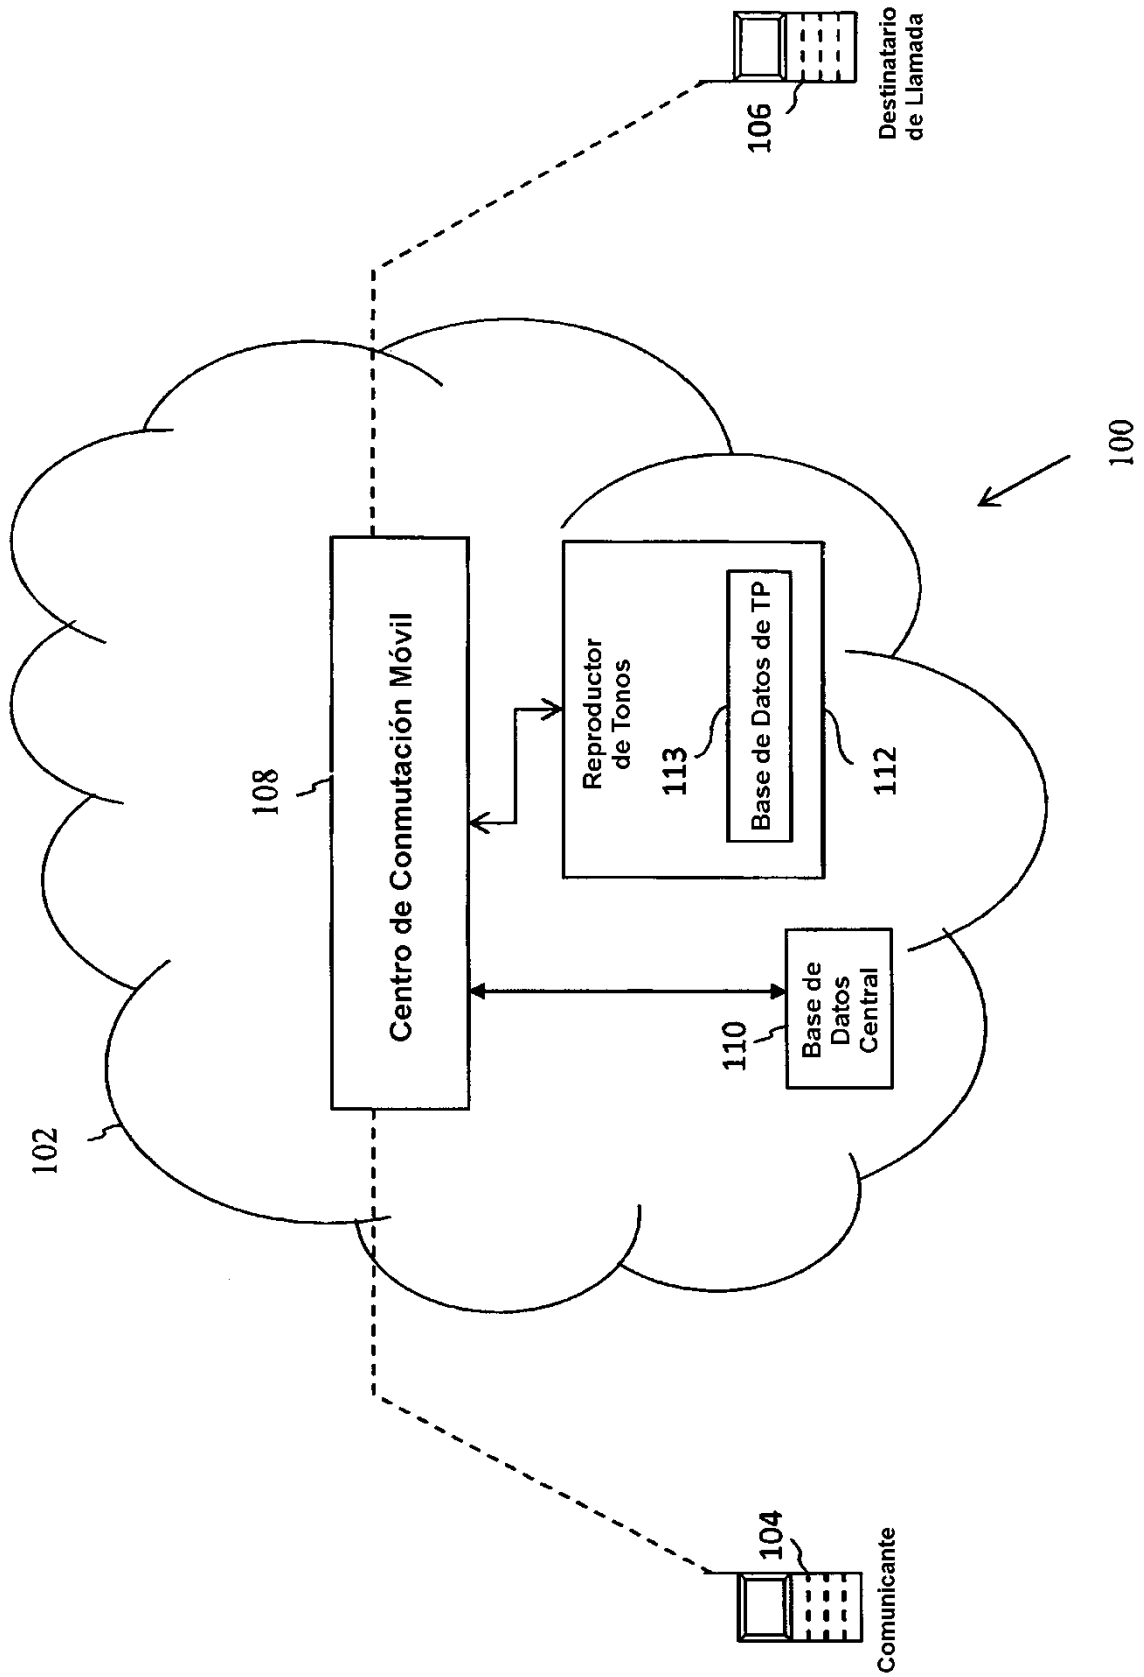 102
108
Centro de Conmutación Móvil
104
Comunicante
110
Base de
Datos
Central
Reproductor
de Tonos
113
Base de Datos de TP
112
106
Destinatario
de Llamada
100